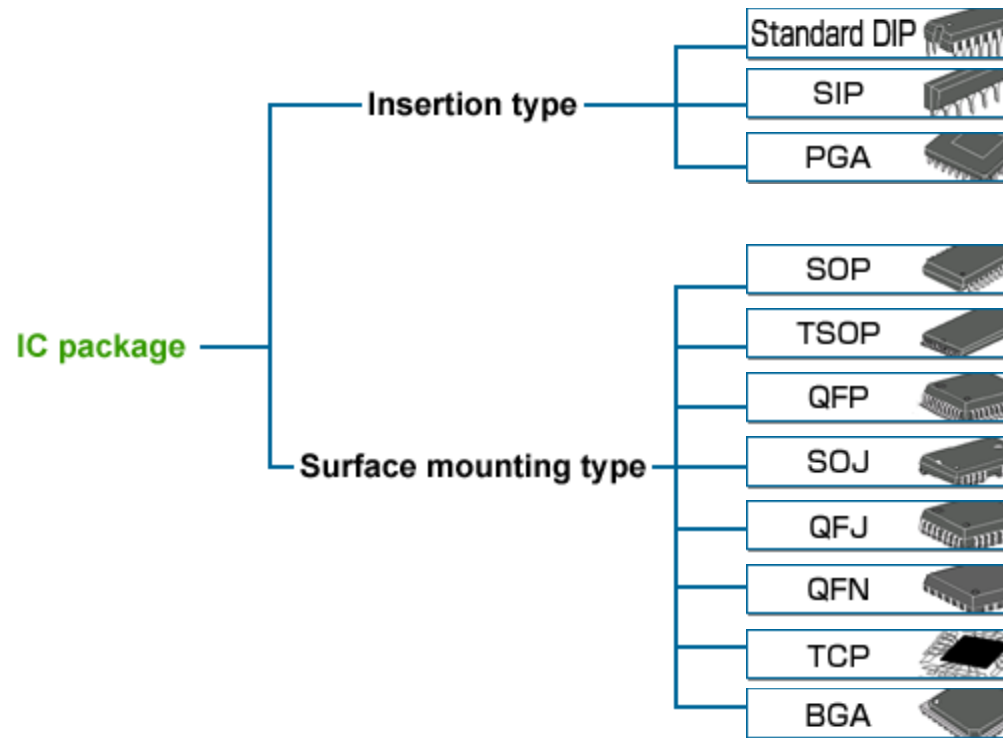 Standard DIP
SIP
Insertion type
PGA
SOP
IC package
TSOP
QFP
Surface mounting type
SOJ
QFJ
QFN
TCP
BGA